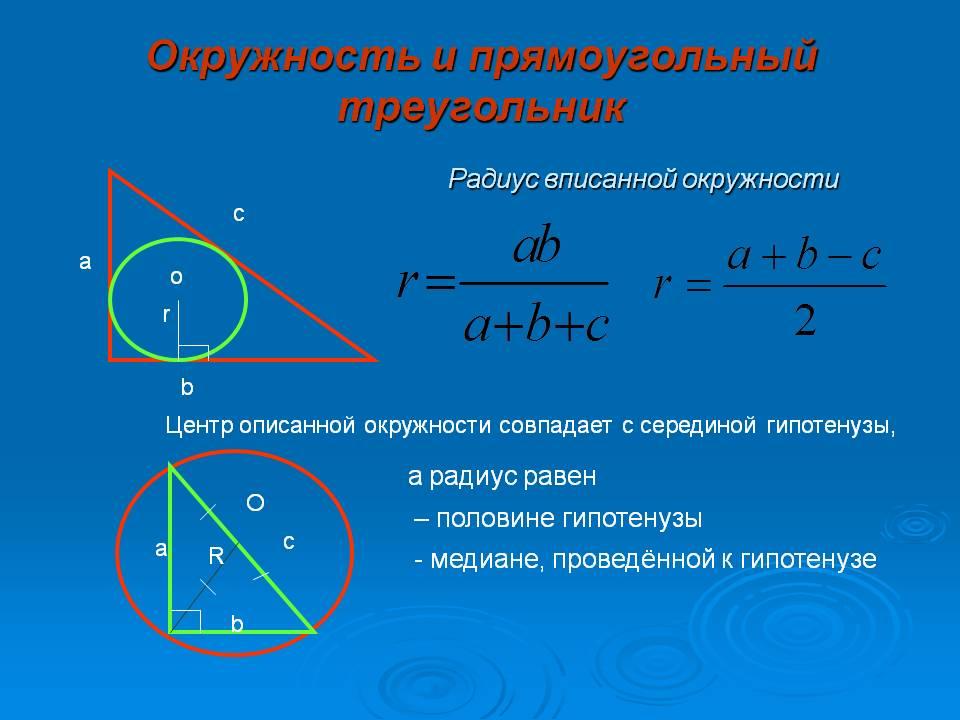 Окружность и прямоугольный
треугольник
Радиус вписанной окружности
c
a
o
r
b
r = ab / a+b+c
r = a + b − c / 2
Центр описанной окружности совпадает с серединой гипотенузы,
а радиус равен
– половине гипотенузы
- медиане, проведённой к гипотенузе
O
c
a
R
b